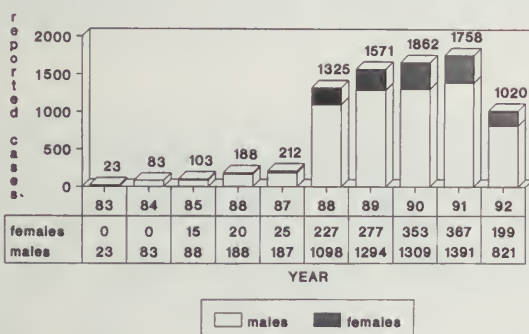 reported cases.
2000
1500
1000
500
0
23 83 103 188 212 1325 1571 1862 1758 1020
83 84 85 88 87 88 89 90 91 92
females 0 0 15 20 25 227 277 353 367 199
males 23 83 88 188 187 1098 1294 1309 1391 821
YEAR
males females